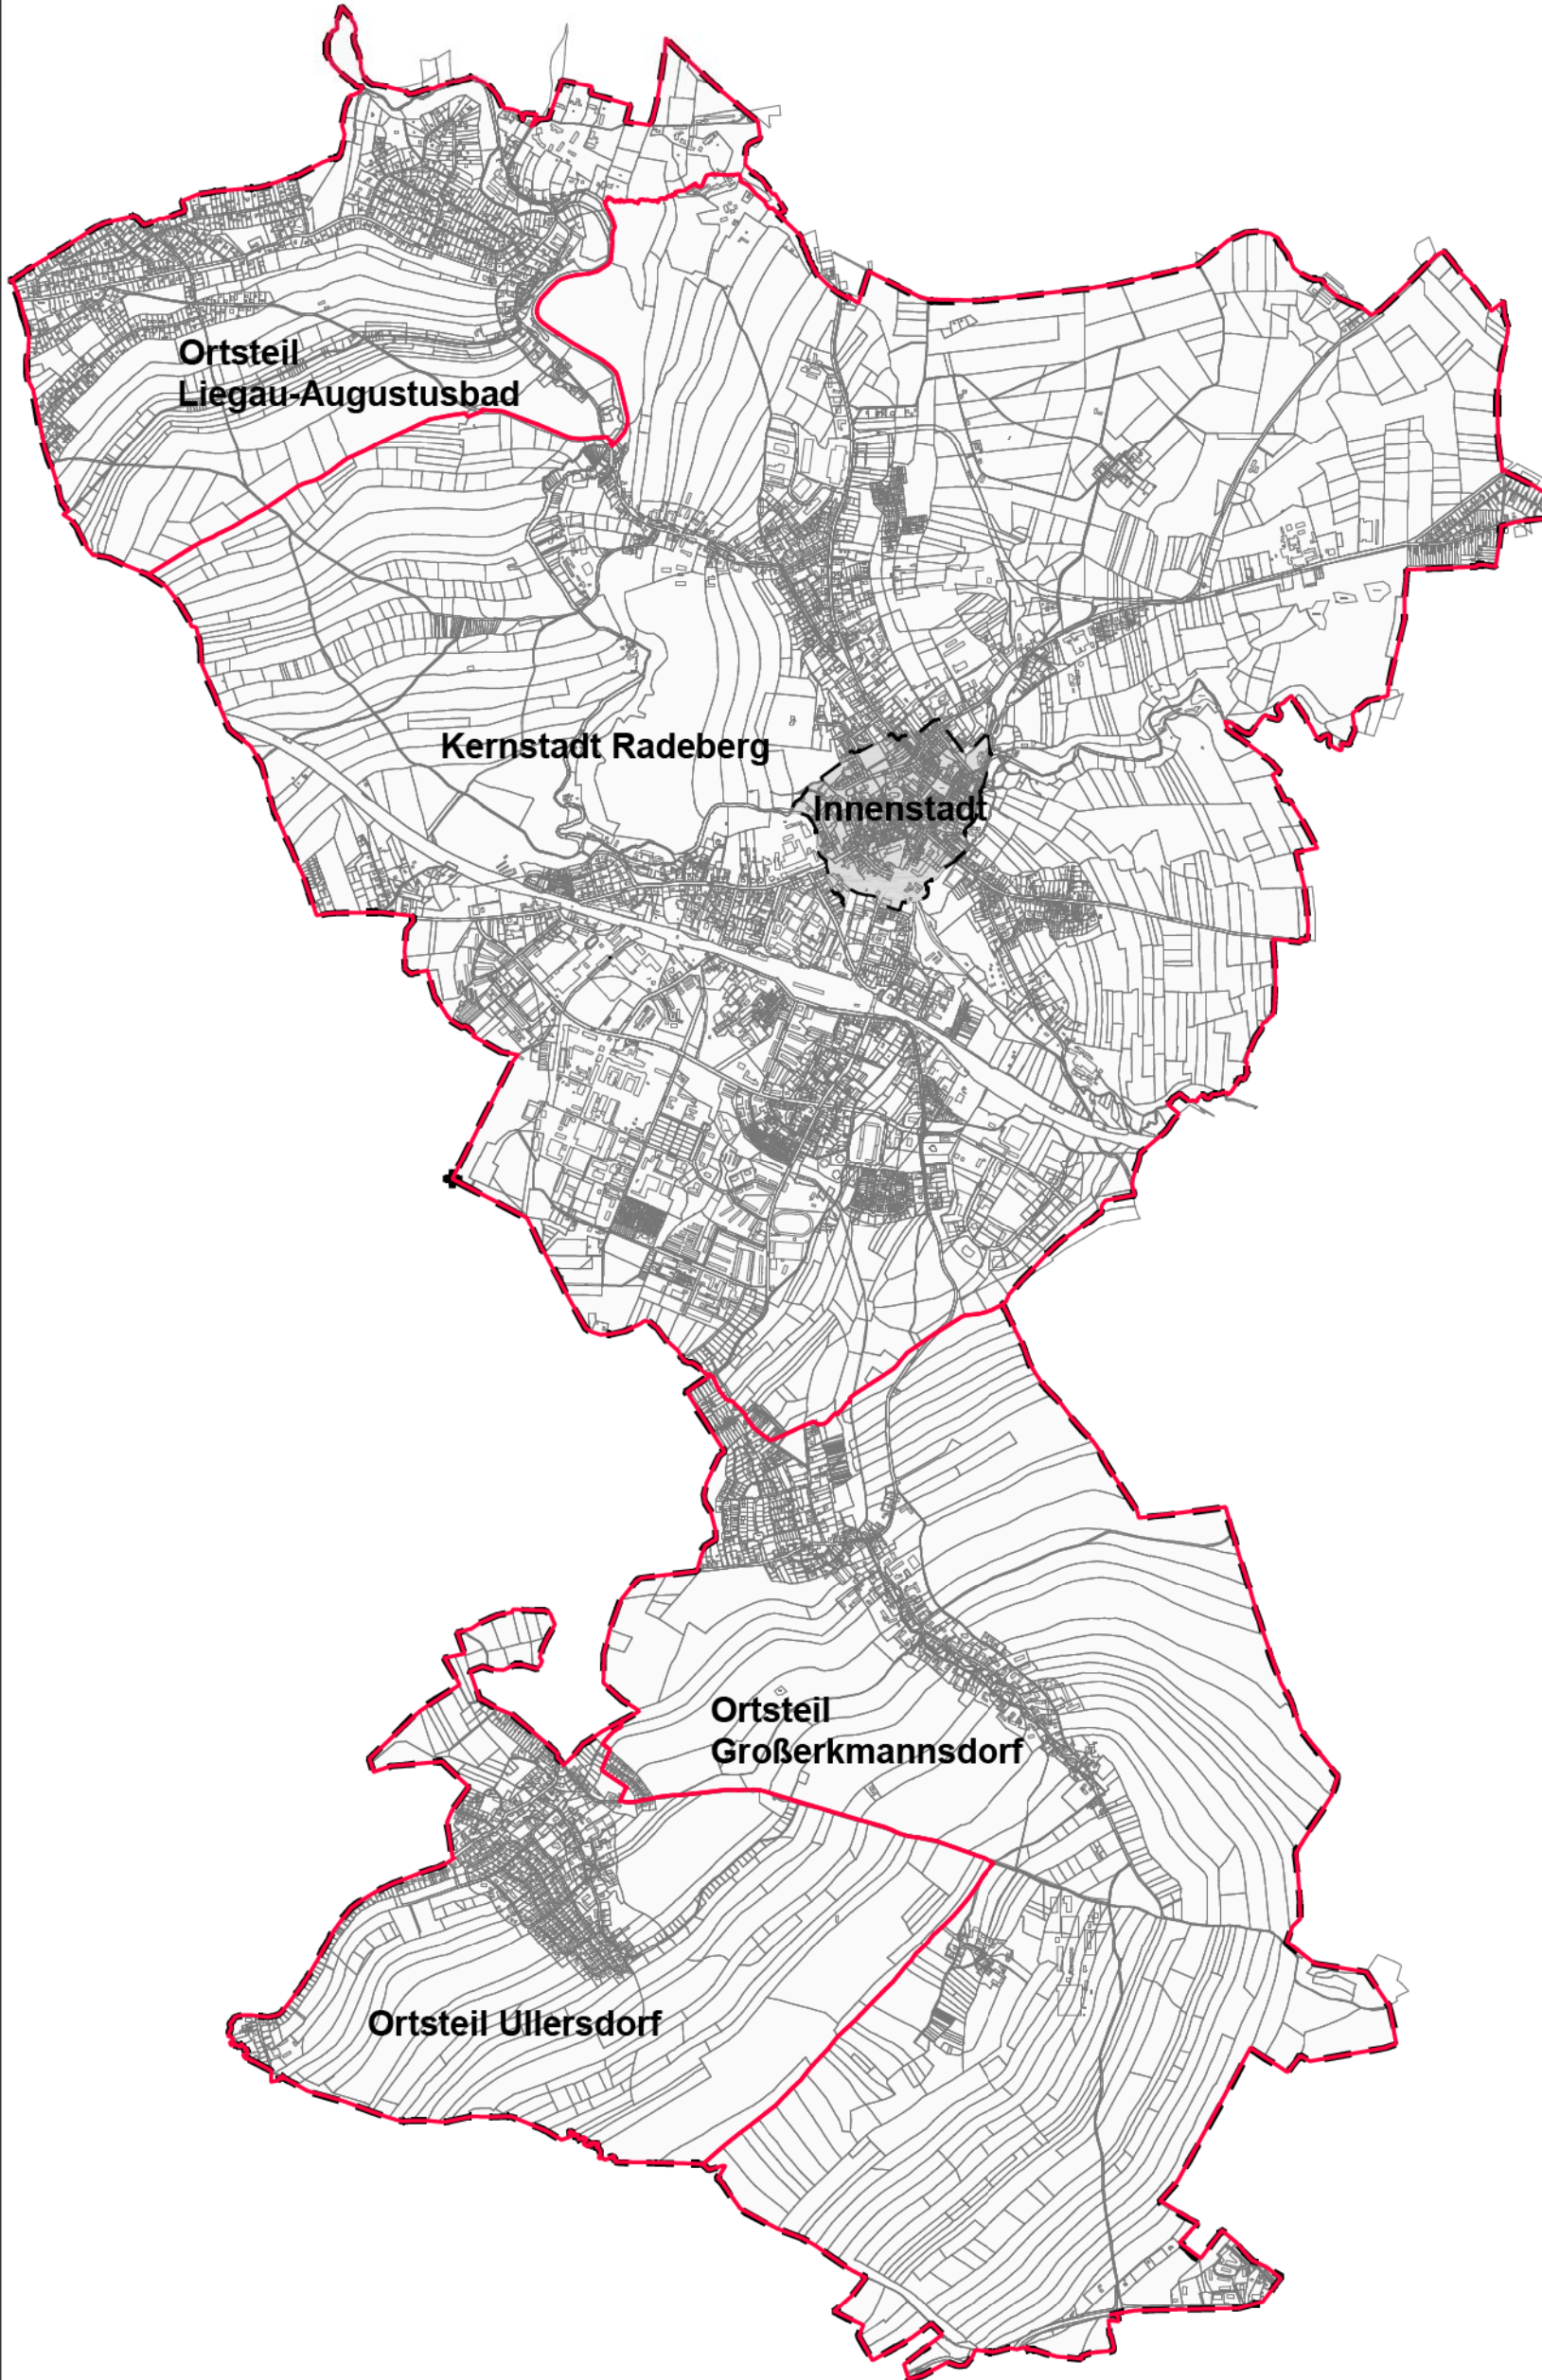 Ortsteil
Liegau-Augustusbad
Kernstadt Radeberg
Innenstadt
Ortsteil
Großerkmannsdorf
Ortsteil Ullersdorf